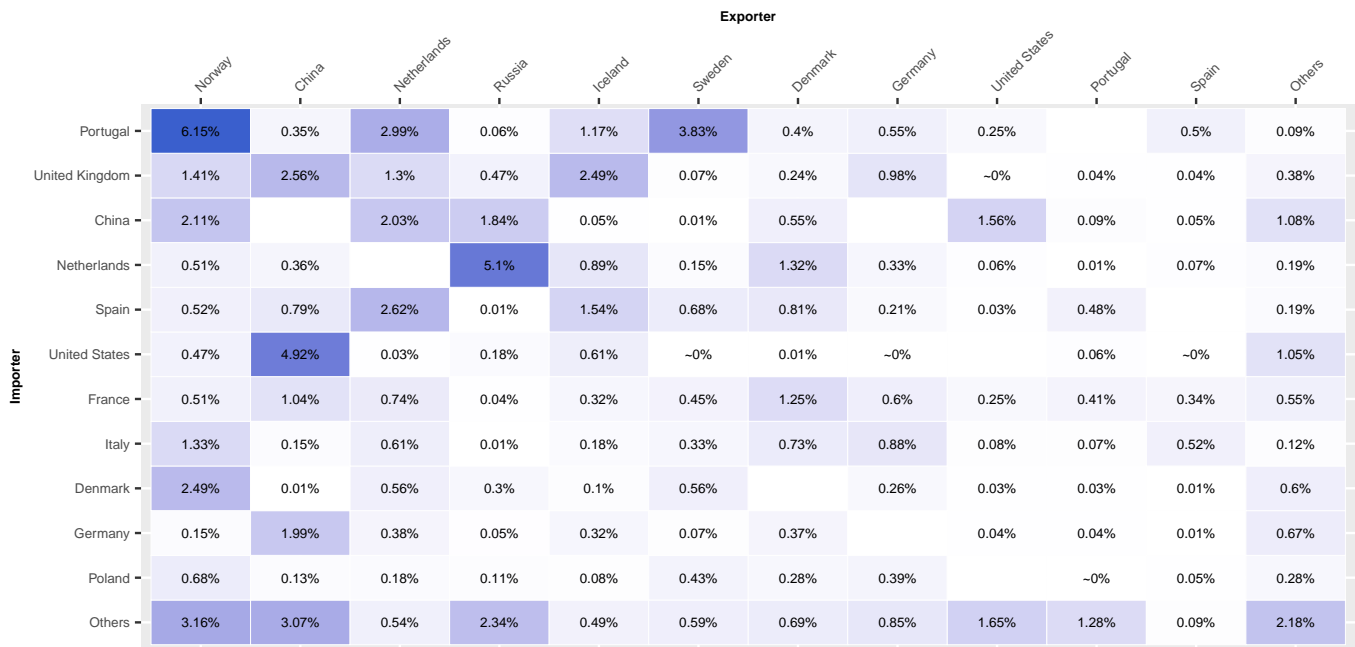 Exporter
Norway China Netherlands Russia Iceland Sweden Denmark Germany United States Portugal Spain Others
Portugal 6.15% 0.35% 2.99% 0.06% 1.17% 3.83% 0.4% 0.55% 0.25% 0.5% 0.09%
United Kingdom 1.41% 2.56% 1.3% 0.47% 2.49% 0.07% 0.24% 0.98% ~0% 0.04% 0.04% 0.38%
China 2.11% 2.03% 1.84% 0.05% 0.01% 0.55% 1.56% 0.09% 0.05% 1.08%
Netherlands 0.51% 0.36% 5.1% 0.89% 0.15% 1.32% 0.33% 0.06% 0.01% 0.07% 0.19%
Spain 0.52% 0.79% 2.62% 0.01% 1.54% 0.68% 0.81% 0.21% 0.03% 0.48% 0.19%
United States 0.47% 4.92% 0.03% 0.18% 0.61% ~0% 0.01% ~0% 0.06% ~0% 1.05%
France 0.51% 1.04% 0.74% 0.04% 0.32% 0.45% 1.25% 0.6% 0.25% 0.41% 0.34% 0.55%
Italy 1.33% 0.15% 0.61% 0.01% 0.18% 0.33% 0.73% 0.88% 0.08% 0.07% 0.52% 0.12%
Denmark 2.49% 0.01% 0.56% 0.3% 0.1% 0.56% 0.26% 0.03% 0.03% 0.01% 0.6%
Germany 0.15% 1.99% 0.38% 0.05% 0.32% 0.07% 0.37% 0.04% 0.04% 0.01% 0.67%
Poland 0.68% 0.13% 0.18% 0.11% 0.08% 0.43% 0.28% 0.39% ~0% 0.05% 0.28%
Others 3.16% 3.07% 0.54% 2.34% 0.49% 0.59% 0.69% 0.85% 1.65% 1.28% 0.09% 2.18%
Importer